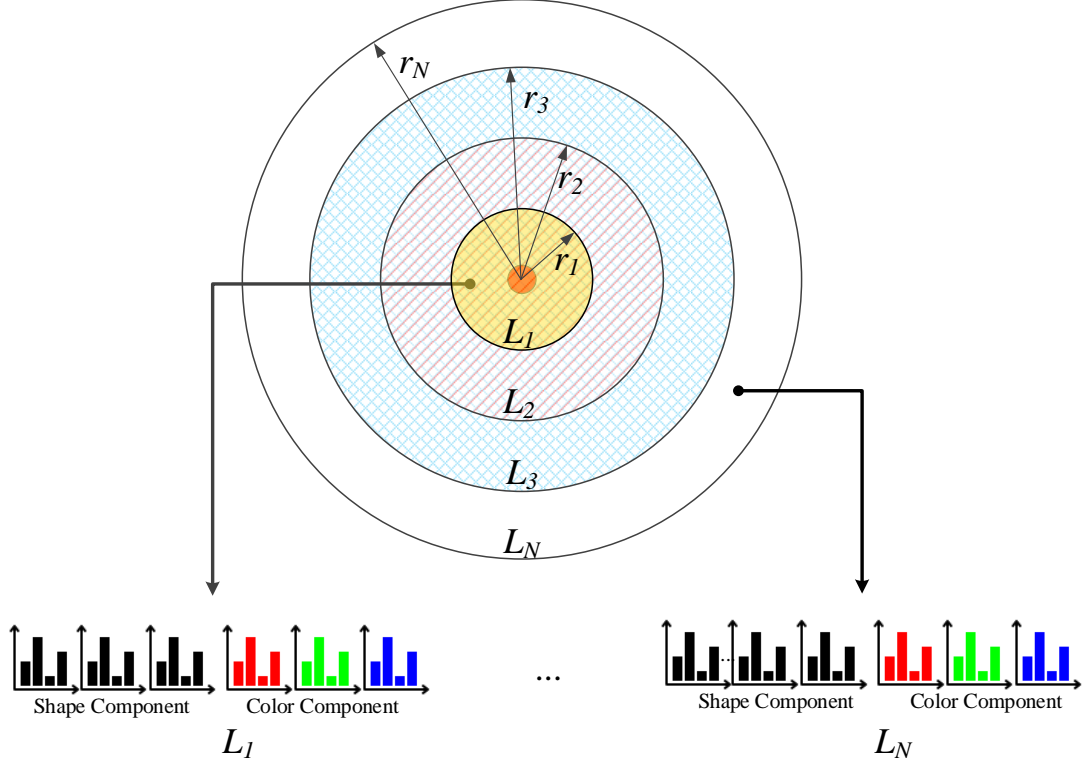 r_N
r_3
r_2
r_1
L_1
L_2
L_3
L_N
... ...
Shape Component Color Component Shape Component Color Component
L_1 L_N